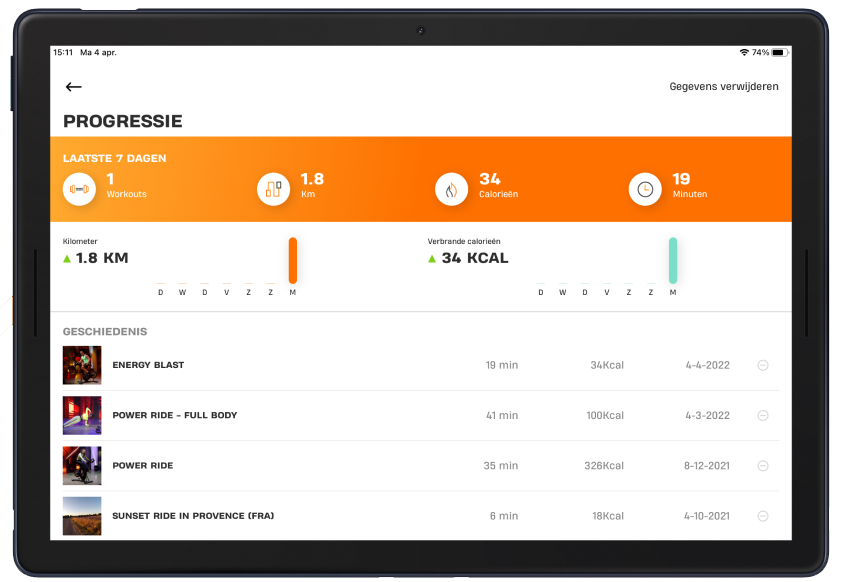 15:11 Ma 4 apr. 74%
Gegevens verwijderen
PROGRESSIE
LAATSTE 7 DAGEN
1 1.8 34 19
Workouts Km Calorieën Minuten
Kilometer Verbrande calorieën
1.8 KM 34 KCAL
D W D V Z Z M D W D V Z Z M
GESCHIEDENIS
ENERGY BLAST 19 min 34Kcal 4-4-2022
POWER RIDE - FULL BODY 41 min 100Kcal 4-3-2022
POWER RIDE 35 min 326Kcal 8-12-2021
SUNSET RIDE IN PROVENCE (FRA) 6 min 18Kcal 4-10-2021